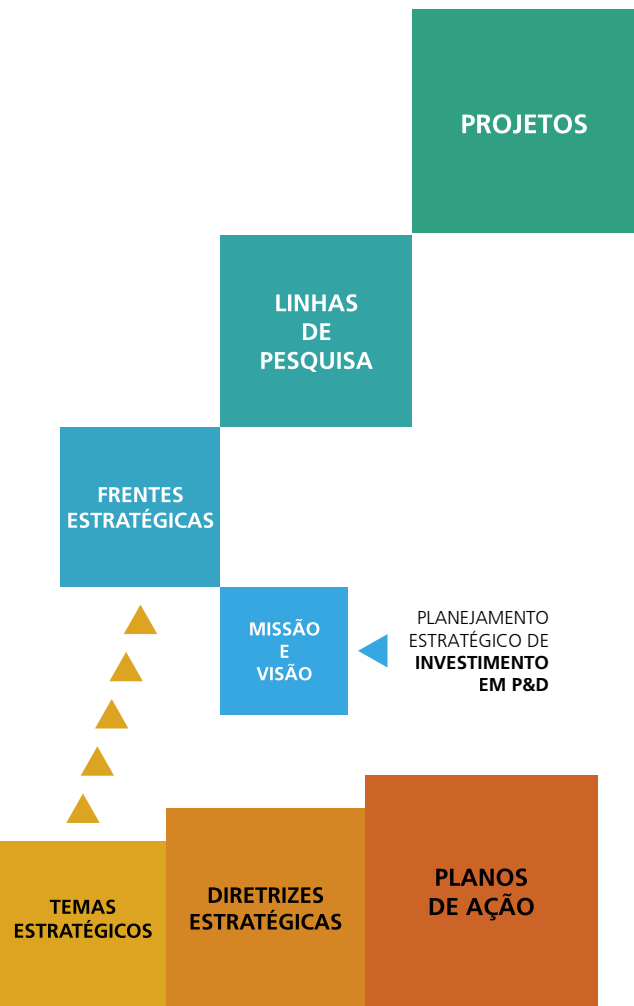 PROJETOS
LINHAS
DE
PESQUISA
FRENTES
ESTRATÉGICAS
MISSÃO
E
VISÃO
PLANEJAMENTO
ESTRATÉGICO DE
INVESTIMENTO
EM P&D
TEMAS
ESTRATÉGICOS
DIRETRIZES
ESTRATÉGICAS
PLANOS
DE AÇÃO